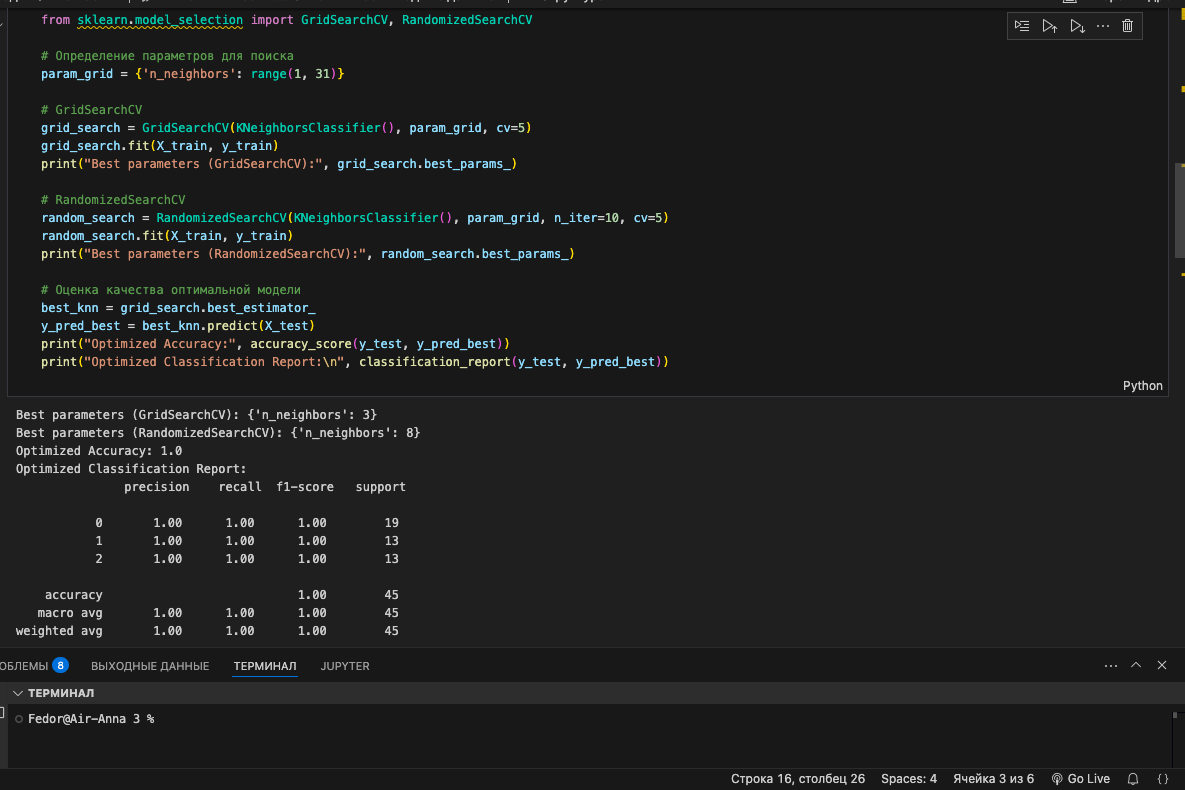 from sklearn.model_selection import GridSearchCV, RandomizedSearchCV
# Определение параметров для поиска
param_grid = {'n_neighbors': range(1, 31)}
# GridSearchCV
grid_search = GridSearchCV(KNeighborsClassifier(), param_grid, cv=5)
grid_search.fit(X_train, y_train)
print("Best parameters (GridSearchCV):", grid_search.best_params_)
# RandomizedSearchCV
random_search = RandomizedSearchCV(KNeighborsClassifier(), param_grid, n_iter=10, cv=5)
random_search.fit(X_train, y_train)
print("Best parameters (RandomizedSearchCV):", random_search.best_params_)
# Оценка качества оптимальной модели
best_knn = grid_search.best_estimator_
y_pred_best = best_knn.predict(X_test)
print("Optimized Accuracy:", accuracy_score(y_test, y_pred_best))
print("Optimized Classification Report:\n", classification_report(y_test, y_pred_best))
Python
Best parameters (GridSearchCV): {'n_neighbors': 3}
Best parameters (RandomizedSearchCV): {'n_neighbors': 8}
Optimized Accuracy: 1.0
Optimized Classification Report:
precision recall f1-score support
0 1.00 1.00 1.00 19
1 1.00 1.00 1.00 13
2 1.00 1.00 1.00 13
accuracy 1.00 45
macro avg 1.00 1.00 1.00 45
weighted avg 1.00 1.00 1.00 45
ОБЛЕМЫ 8 ВЫХОДНЫЕ ДАННЫЕ ТЕРМИНАЛ JUPYTER
ТЕРМИНАЛ
Fedor@Air-Anna 3 %
Строка 16, столбец 26 Spaces: 4 Ячейка 3 из 6 Go Live {}